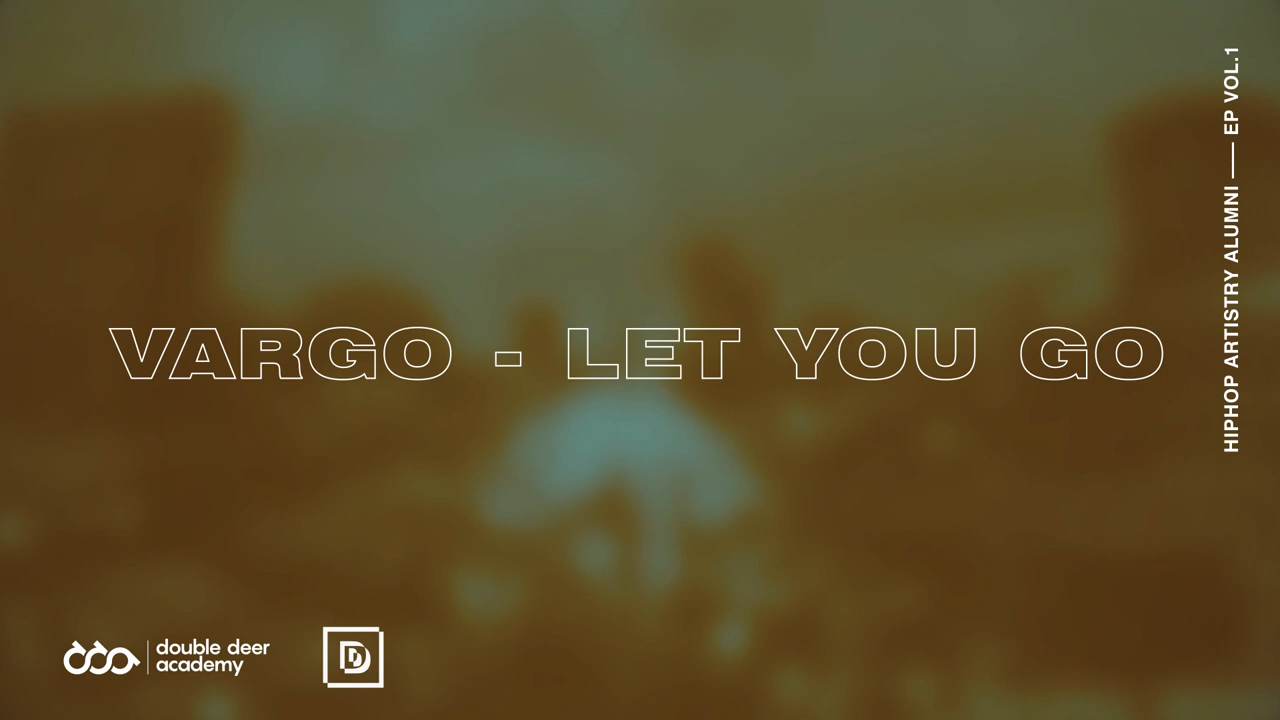 VARGO - LET YOU GO
HIPHOP ARTISTRY ALUMNI — EP VOL.1
double deer
academy